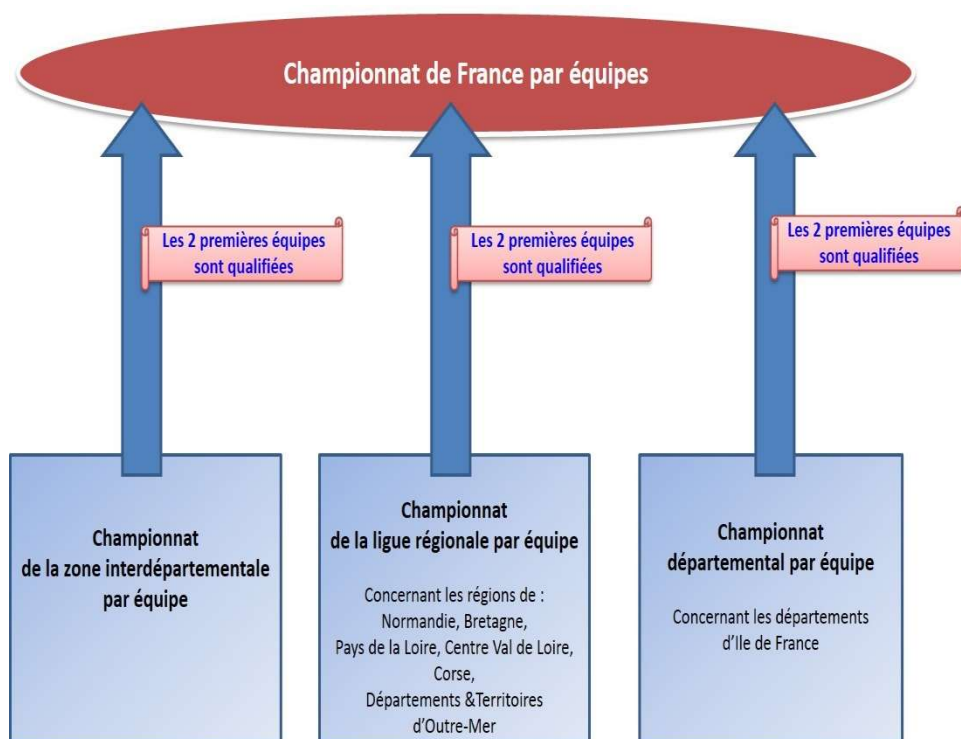 Championnat de France par équipes
Les 2 premières équipes
sont qualifiées
Les 2 premières équipes
sont qualifiées
Les 2 premières équipes
sont qualifiées
Championnat
de la zone interdépartementale
par équipe
Championnat
de la ligue régionale par équipe
Concernant les régions de :
Normandie, Bretagne,
Pays de la Loire, Centre Val de Loire,
Corse,
Départements &Territoires
d'Outre-Mer
Championnat
départemental par équipe
Concernant les départements
d'Ile de France